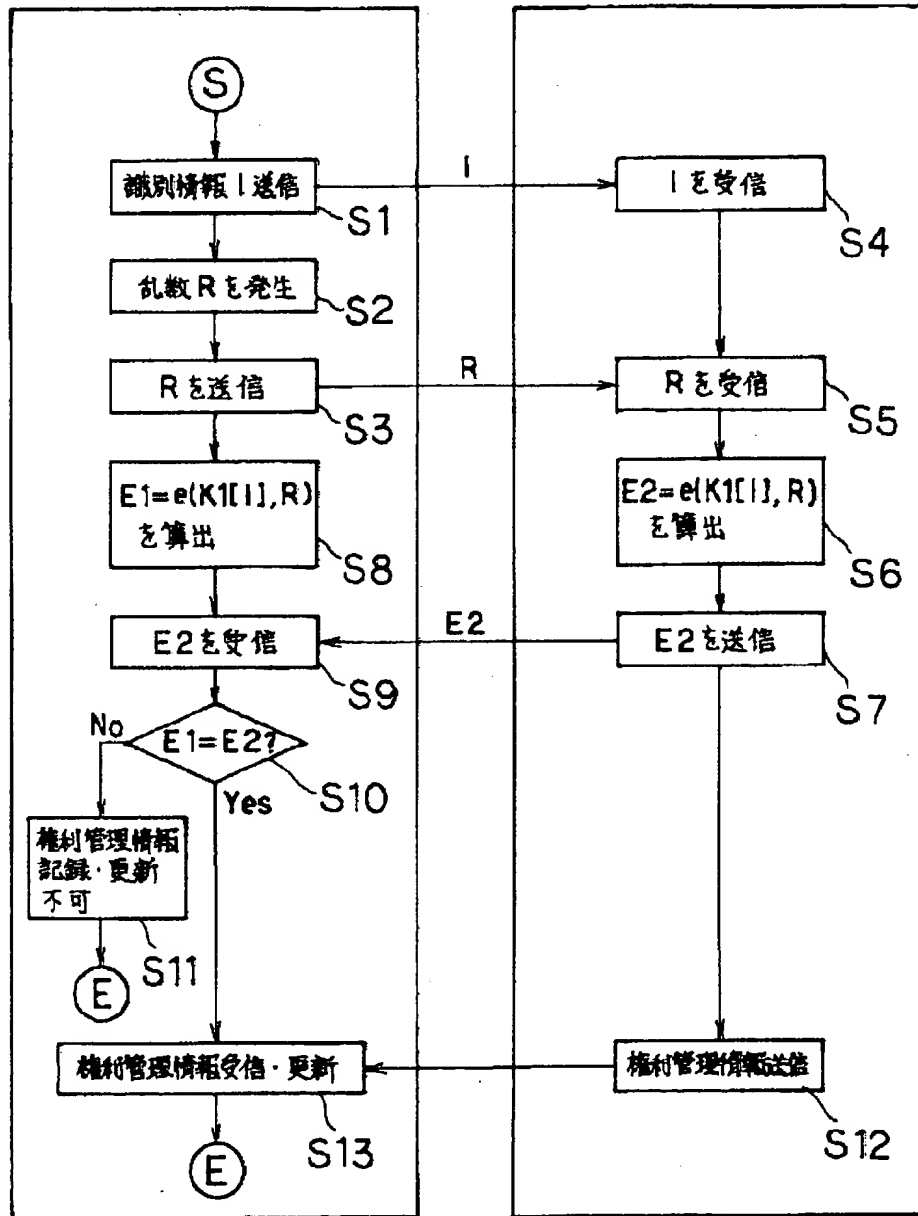 S
識別情報I送信
I
Iを受信
S1
S4
乱数Rを発生
S2
Rを送信
R
Rを受信
S3
S5
E1=e(K1[I],R)
を算出
E2=e(K1[I],R)
を算出
S8
S6
E2を受信
E2
E2を送信
S9
S7
No
E1=E2?
S10
Yes
権利管理情報
記録・更新
不可
S11
E
権利管理情報受信・更新
権利管理情報送信
S13
S12
E